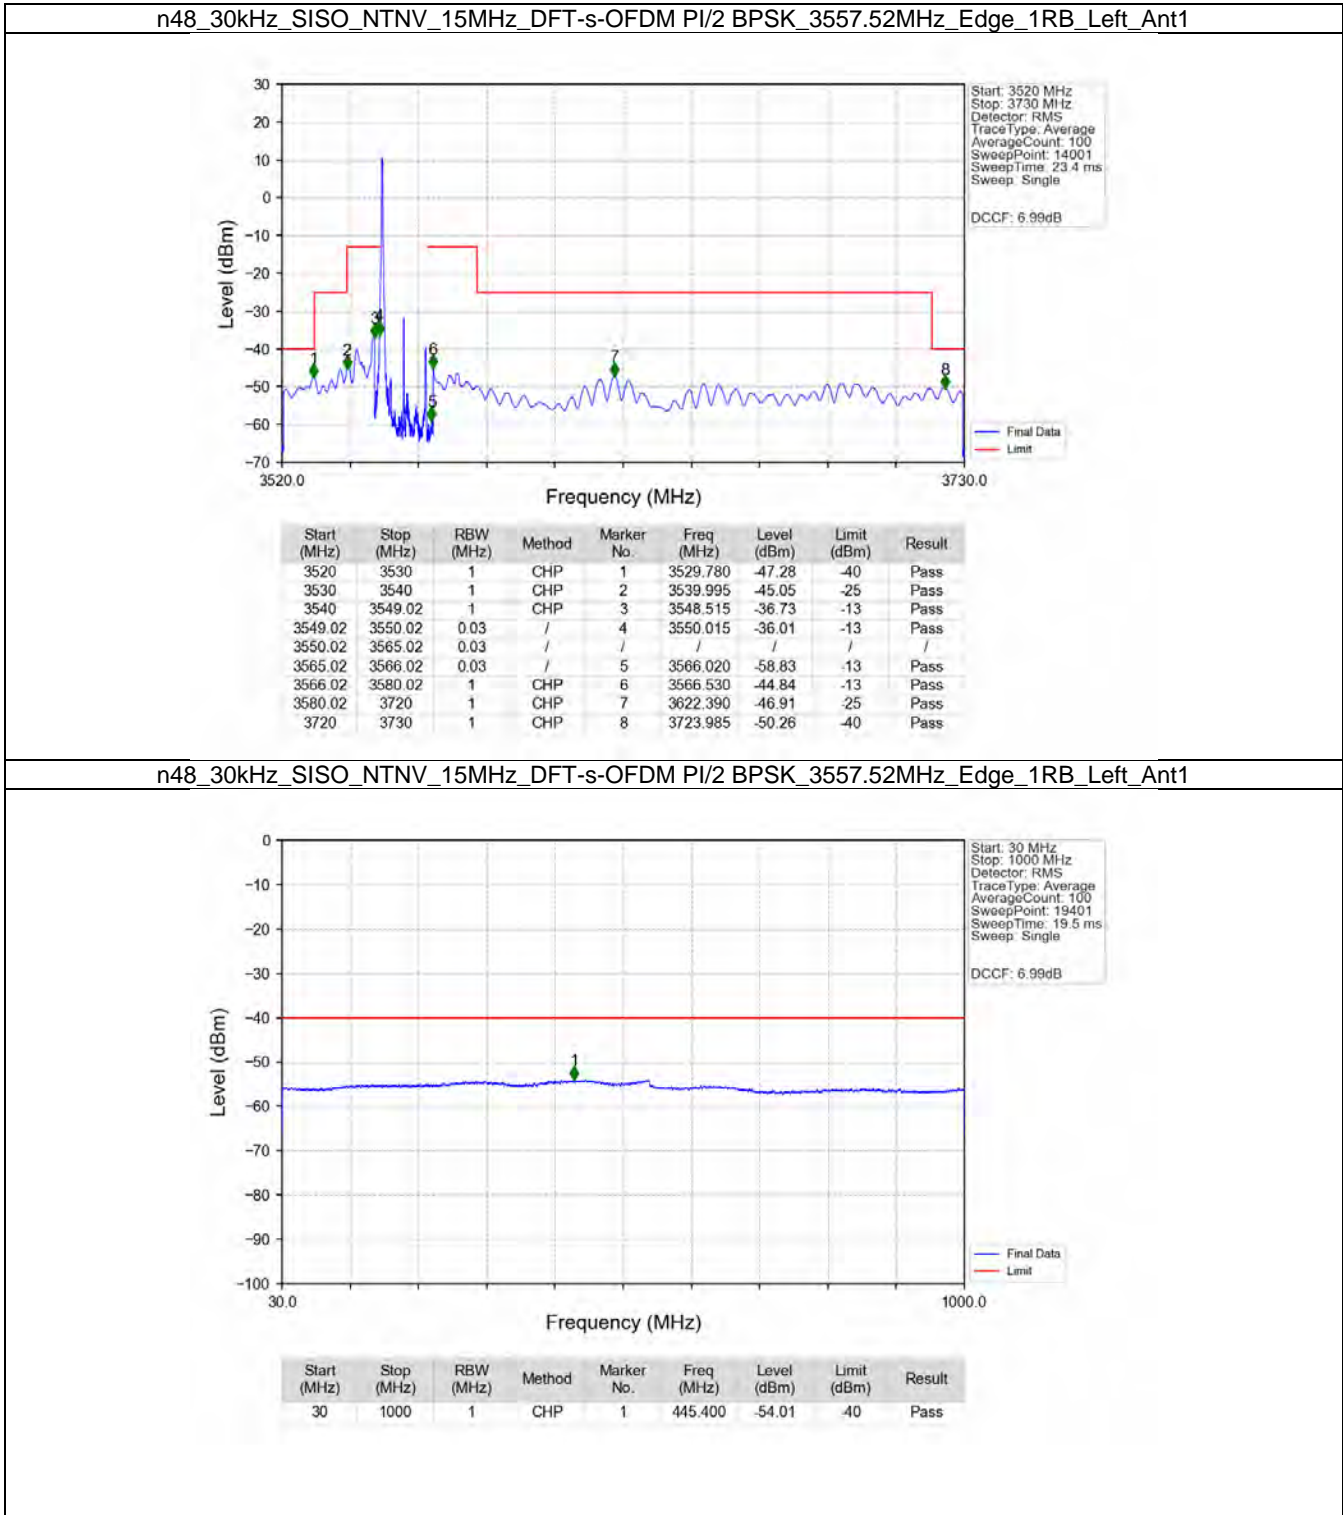 n48_30kHz_SISO_NTNV_15MHz_DFT-s-OFDM PI/2 BPSK_3557.52MHz_Edge_1RB_Left_Ant1
30
20
10
0
−10
−20
−30
−40
−50
−60
−70
Level (dBm)
1
2
3
4
5
6
7
8
3520.0
3730.0
Frequency (MHz)
Start: 3520 MHz
Stop: 3730 MHz
Detector: RMS
TraceType: Average
AverageCount: 100
SweepPoint: 14001
SweepTime: 23.4 ms
Sweep: Single
DCCF: 6.99dB
Final Data
Limit
Start (MHz) Stop (MHz) RBW (MHz) Method Marker No. Freq (MHz) Level (dBm) Limit (dBm) Result
3520 3530 1 CHP 1 3529.780 -47.28 -40 Pass
3530 3540 1 CHP 2 3539.995 -45.05 -25 Pass
3540 3549.02 1 CHP 3 3548.515 -36.73 -13 Pass
3549.02 3550.02 0.03 / 4 3550.015 -36.01 -13 Pass
3550.02 3565.02 0.03 / / / / / /
3565.02 3566.02 0.03 / 5 3566.020 -58.83 -13 Pass
3566.02 3580.02 1 CHP 6 3566.530 -44.84 -13 Pass
3580.02 3720 1 CHP 7 3622.390 -46.91 -25 Pass
3720 3730 1 CHP 8 3723.985 -50.26 -40 Pass
n48_30kHz_SISO_NTNV_15MHz_DFT-s-OFDM PI/2 BPSK_3557.52MHz_Edge_1RB_Left_Ant1
0
−10
−20
−30
−40
−50
−60
−70
−80
−90
−100
Level (dBm)
1
30.0
1000.0
Frequency (MHz)
Start: 30 MHz
Stop: 1000 MHz
Detector: RMS
TraceType: Average
AverageCount: 100
SweepPoint: 19401
SweepTime: 19.5 ms
Sweep: Single
DCCF: 6.99dB
Final Data
Limit
Start (MHz) Stop (MHz) RBW (MHz) Method Marker No. Freq (MHz) Level (dBm) Limit (dBm) Result
30 1000 1 CHP 1 445.400 -54.01 -40 Pass